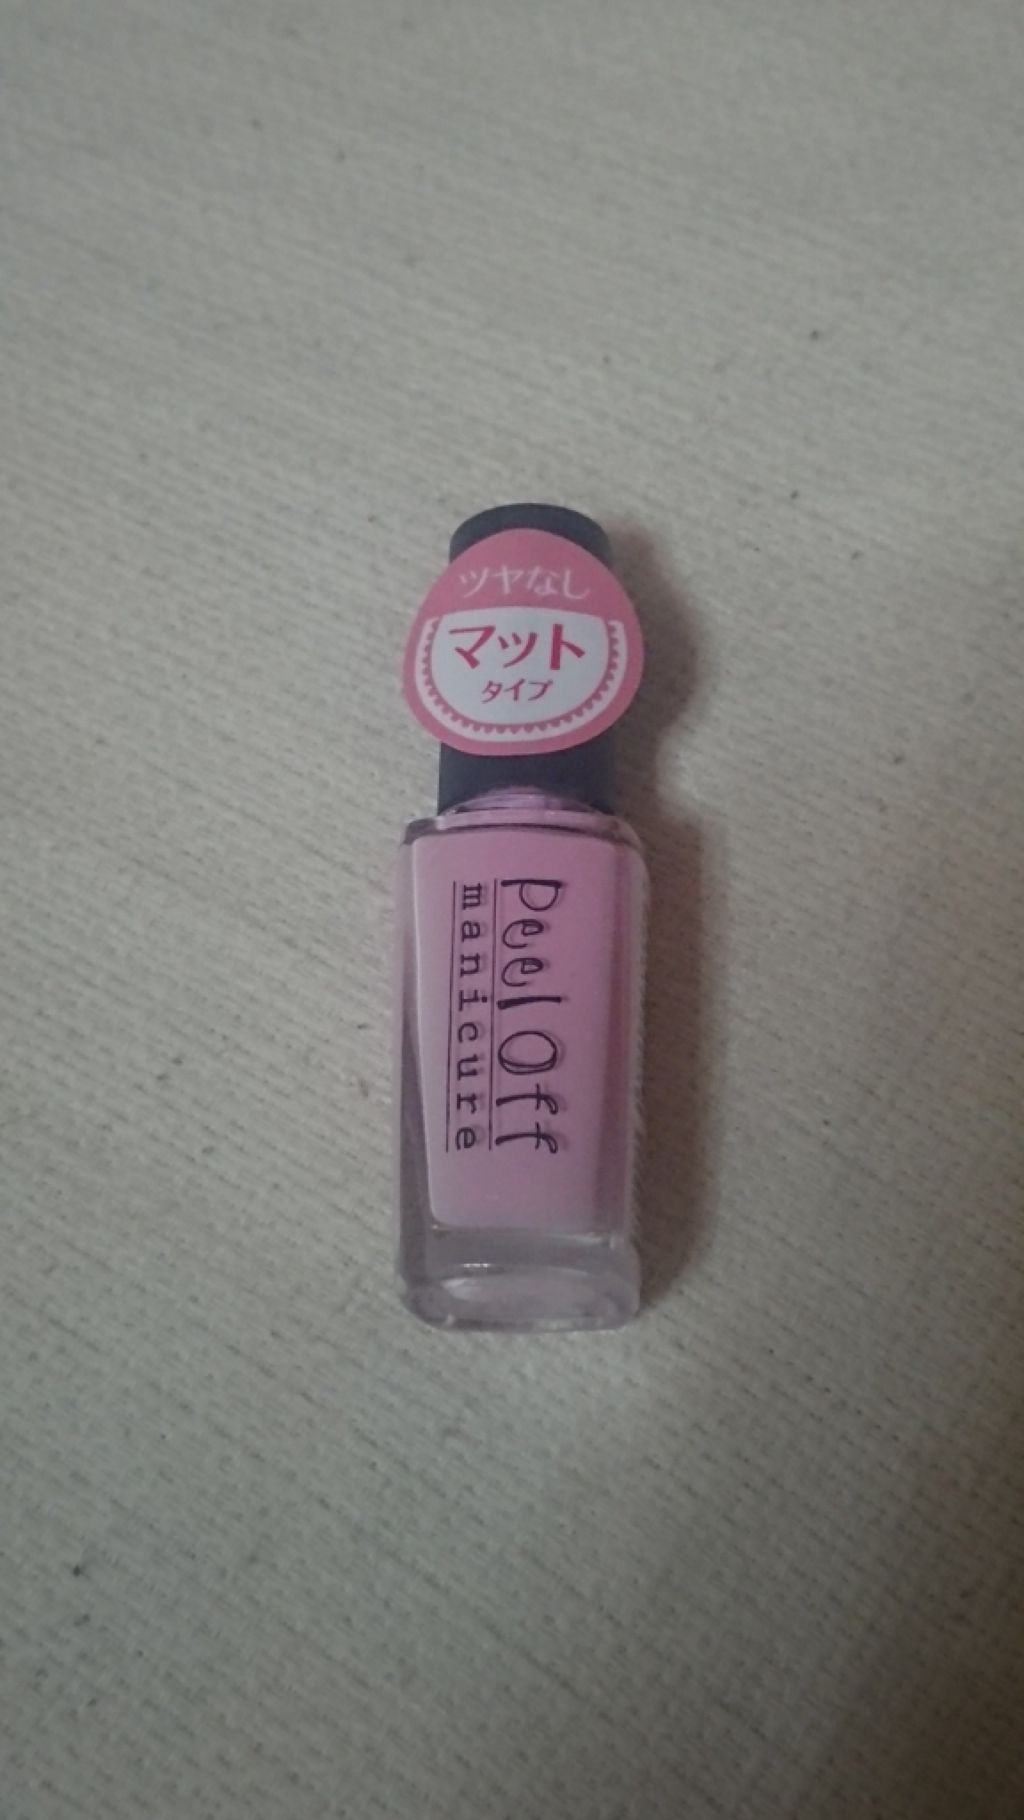 ツヤなし
マット
タイプ
Peel Off
manicure